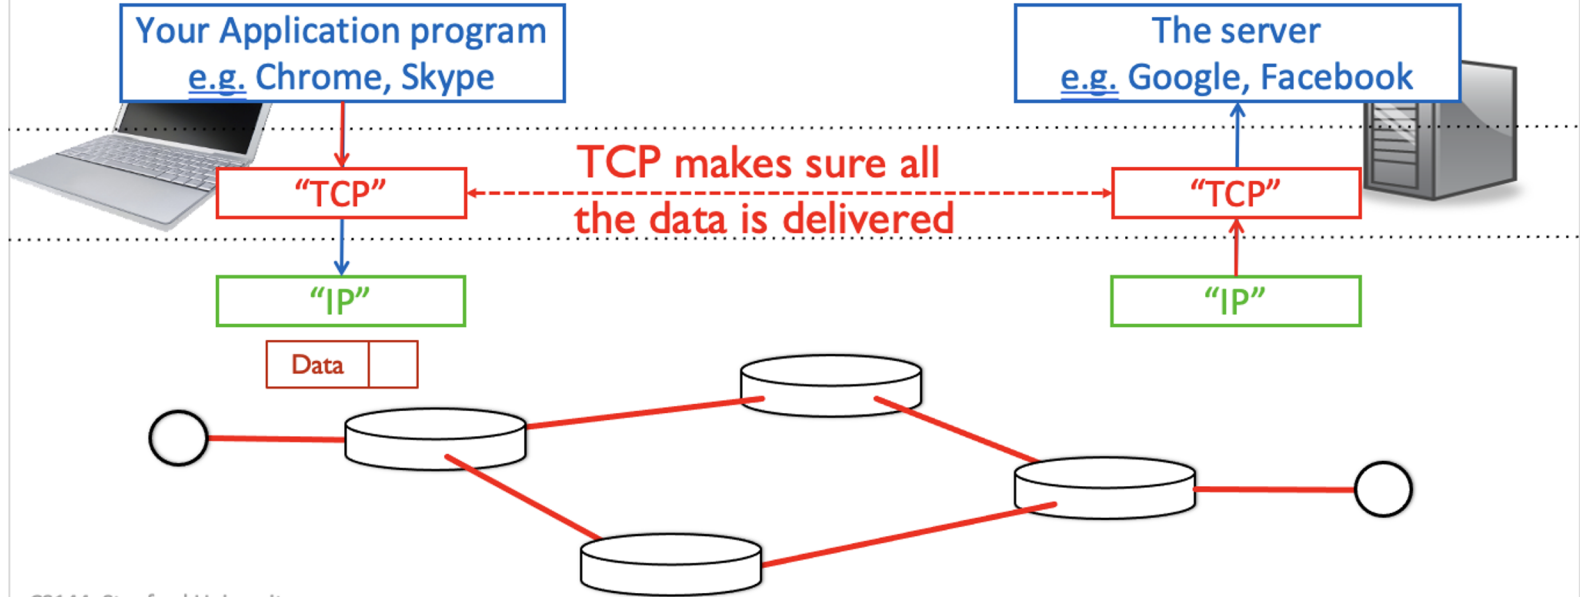 Your Application program
e.g. Chrome, Skype
The server
e.g. Google, Facebook
“TCP”
TCP makes sure all
the data is delivered
“TCP”
“IP”
“IP”
Data